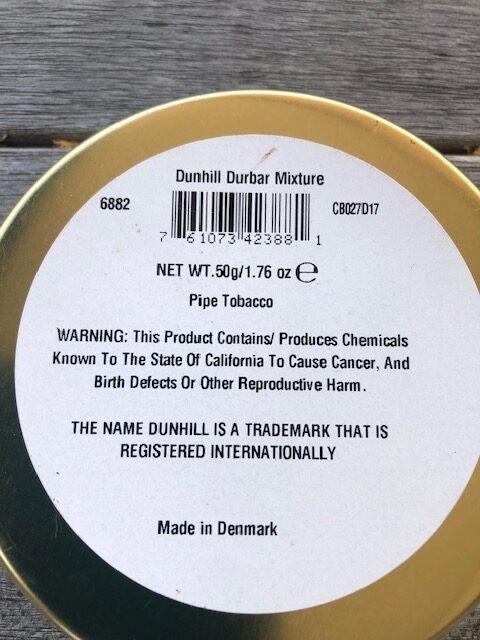 Dunhill Durbar Mixture
6882
CB027D17
7 61073 42388 1
NET WT.50g/1.76 oz ℮
Pipe Tobacco
WARNING: This Product Contains/ Produces Chemicals
Known To The State Of California To Cause Cancer, And
Birth Defects Or Other Reproductive Harm.
THE NAME DUNHILL IS A TRADEMARK THAT IS
REGISTERED INTERNATIONALLY
Made in Denmark